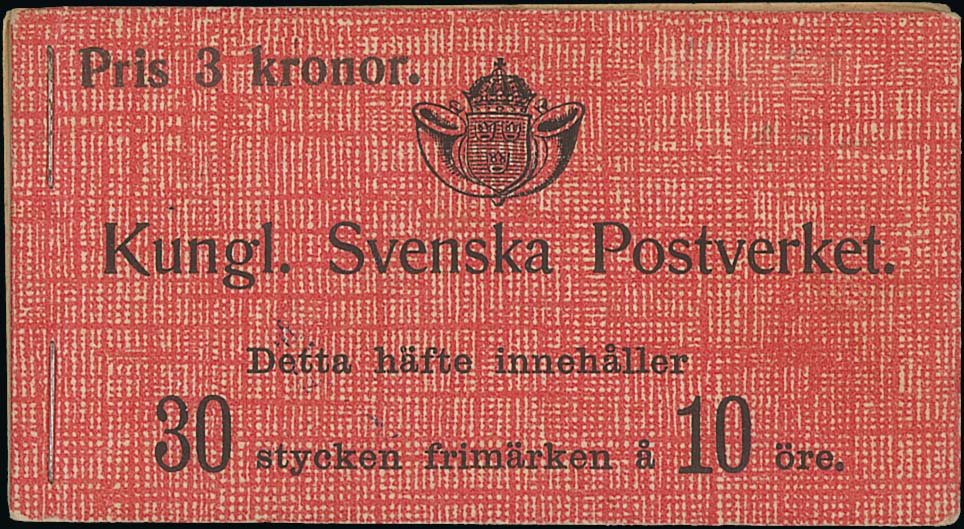 Pris 3 kronor.
Kungl. Svenska Postverket.
Detta häfte innehåller
30 stycken frimärken å 10 öre.